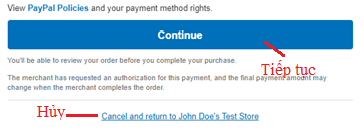 View PayPal Policies and your payment method rights.
Continue
You'll be able to review your order before you complete your purchase.
Tiếp tục
The merchant has requested an authorization for this payment, and the final payment amount may
change when the merchant completes the order.
Hủy
Cancel and return to John Doe's Test Store